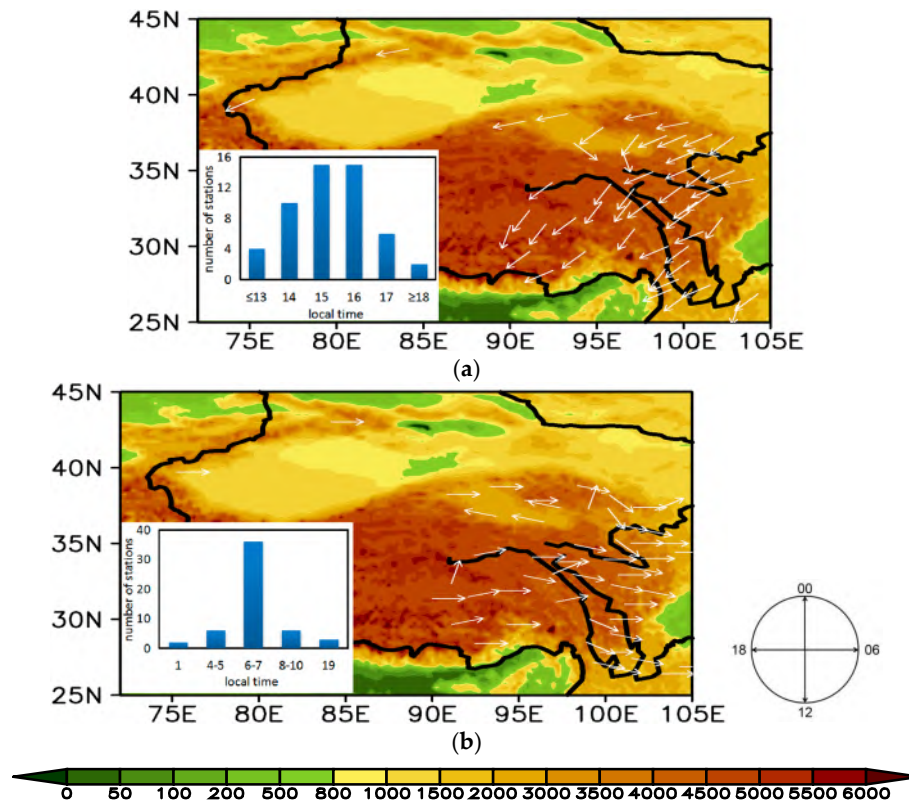 45N
40N
35N
30N
25N
16
12
8
4
0
number of stations
≤13 14 15 16 17 ≥18
local time
75E 80E 85E 90E 95E 100E 105E
(a)
45N
40N
35N
30N
25N
40
30
20
10
0
number of stations
1 4-5 6-7 8-10 19
local time
75E 80E 85E 90E 95E 100E 105E
00
18 06
12
(b)
0 50 100 200 500 800 1000 1500 2000 3000 3500 4000 4500 5000 5500 6000